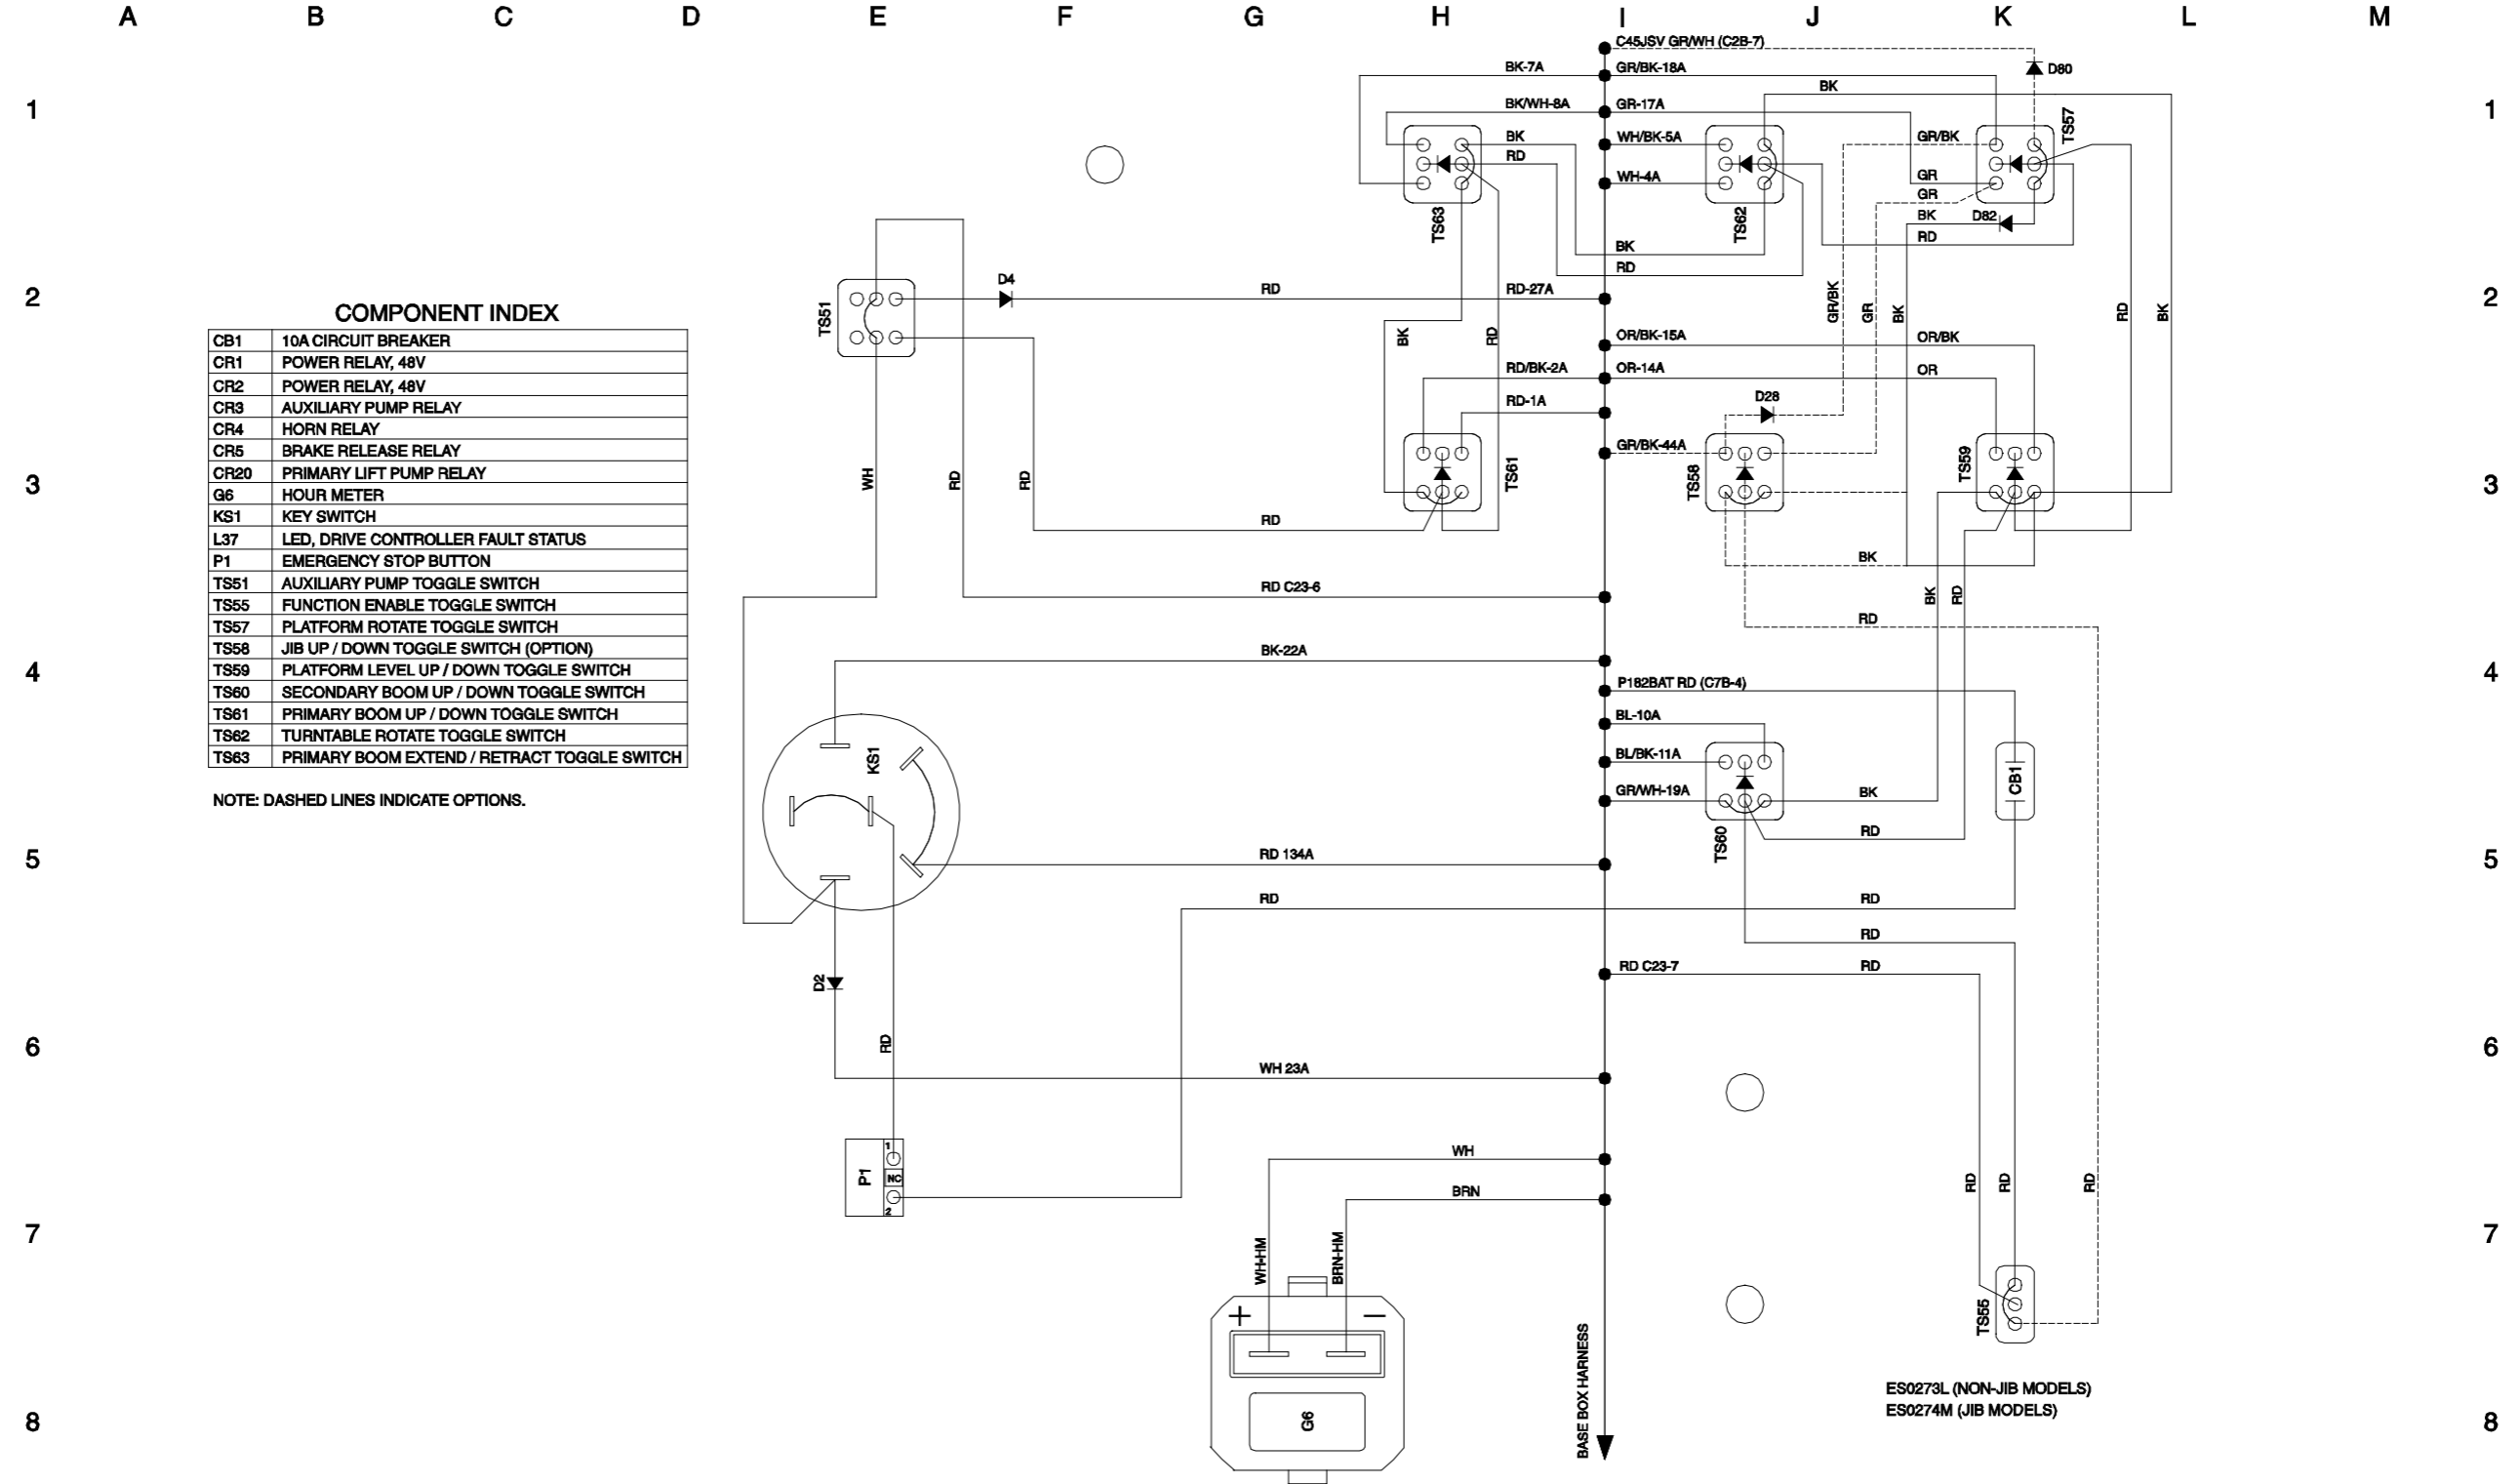 A B C D E F G H I J K L M
C45JSV GR/WH (C2B-7)
D80
BK-7A
GR/BK-18A
BK
1
BK/WH-8A
GR-17A
TS57
1
BK
WH/BK-5A
GR/BK
RD
WH-4A
GR
GR
TS63
TS62
BK
D82
RD
BK
RD
2
D4
RD
RD-27A
TS51
GR/BK
GR
BK
RD
BK
2
COMPONENT INDEX
CB1 10A CIRCUIT BREAKER
CR1 POWER RELAY, 48V
CR2 POWER RELAY, 48V
CR3 AUXILIARY PUMP RELAY
CR4 HORN RELAY
CR5 BRAKE RELEASE RELAY
CR20 PRIMARY LIFT PUMP RELAY
G6 HOUR METER
KS1 KEY SWITCH
L37 LED, DRIVE CONTROLLER FAULT STATUS
P1 EMERGENCY STOP BUTTON
TS51 AUXILIARY PUMP TOGGLE SWITCH
TS55 FUNCTION ENABLE TOGGLE SWITCH
TS57 PLATFORM ROTATE TOGGLE SWITCH
TS58 JIB UP / DOWN TOGGLE SWITCH (OPTION)
TS59 PLATFORM LEVEL UP / DOWN TOGGLE SWITCH
TS60 SECONDARY BOOM UP / DOWN TOGGLE SWITCH
TS61 PRIMARY BOOM UP / DOWN TOGGLE SWITCH
TS62 TURNTABLE ROTATE TOGGLE SWITCH
TS63 PRIMARY BOOM EXTEND / RETRACT TOGGLE SWITCH
NOTE: DASHED LINES INDICATE OPTIONS.
BK
RD
OR/BK-15A
OR/BK
RD/BK-2A
OR-14A
OR
RD-1A
D28
GR/BK-44A
3
WH
RD
RD
TS61
TS58
TS59
3
RD
BK
RD C23-6
BK
RD
RD
4
BK-22A
4
P182BAT RD (C7B-4)
BL-10A
KS1
BL/BK-11A
CB1
GR/WH-19A
BK
RD
TS60
5
RD 134A
5
RD
RD
RD
RD C23-7
RD
D2
6
RD
6
WH 23A
WH
P1
1
NC
2
BRN
RD
RD
RD
7
WH-HM
BRN-HM
7
+
−
TS55
BASE BOX HARNESS
ES0273L (NON-JIB MODELS)
ES0274M (JIB MODELS)
8
G6
8